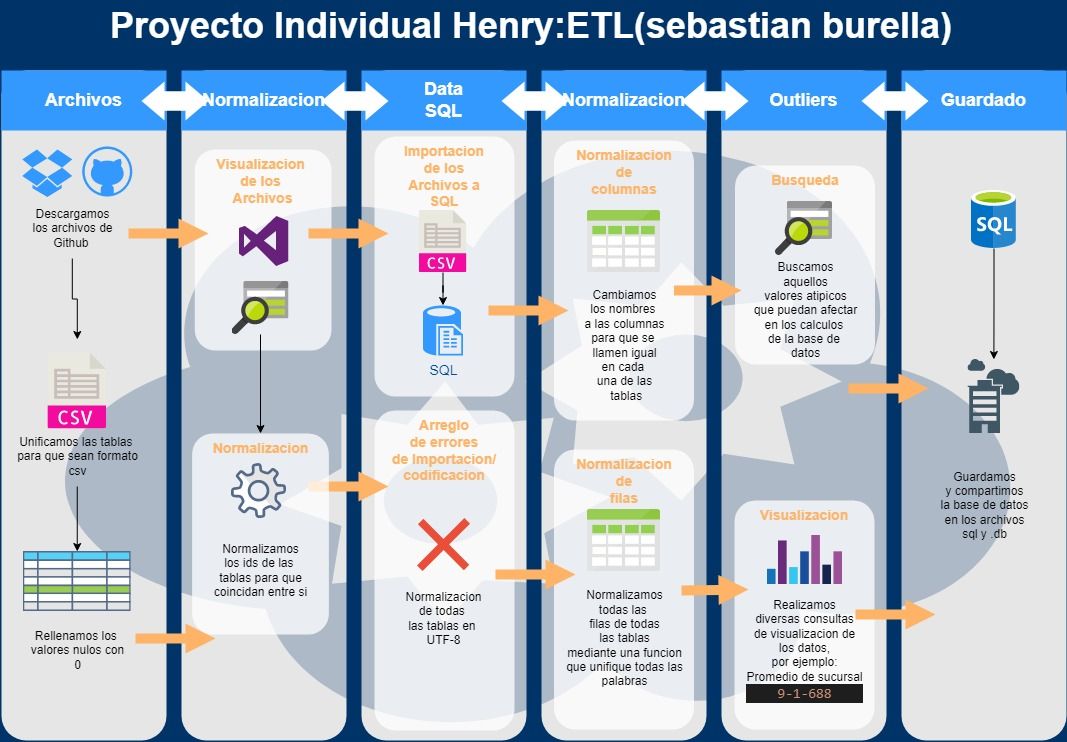 Proyecto Individual Henry:ETL(sebastian burella)
Archivos
Normalizacion
Data
SQL
Normalizacion
Outliers
Guardado
Descargamos
los archivos de
Github
CSV
Unificamos las tablas
para que sean formato
csv
Rellenamos los
valores nulos con
0
Visualizacion
de los
Archivos
Normalizacion
Normalizamos
los ids de las
tablas para que
coincidan entre si
Importacion
de los
Archivos a
SQL
CSV
SQL
Arreglo
de errores
de Importacion/
codificacion
Normalizacion
de todas
las tablas en
UTF-8
Normalizacion
de
columnas
Cambiamos
los nombres
a las columnas
para que se
llamen igual
en cada
una de las
tablas
Normalizacion
de
filas
Normalizamos
todas las
filas de todas
las tablas
mediante una funcion
que unifique todas las
palabras
Busqueda
Buscamos
aquellos
valores atipicos
que puedan afectar
en los calculos
de la base de
datos
Visualizacion
Realizamos
diversas consultas
de visualizacion de
los datos,
por ejemplo:
Promedio de sucursal
9-1-688
SQL
Guardamos
y compartimos
la base de datos
en los archivos
sql y .db